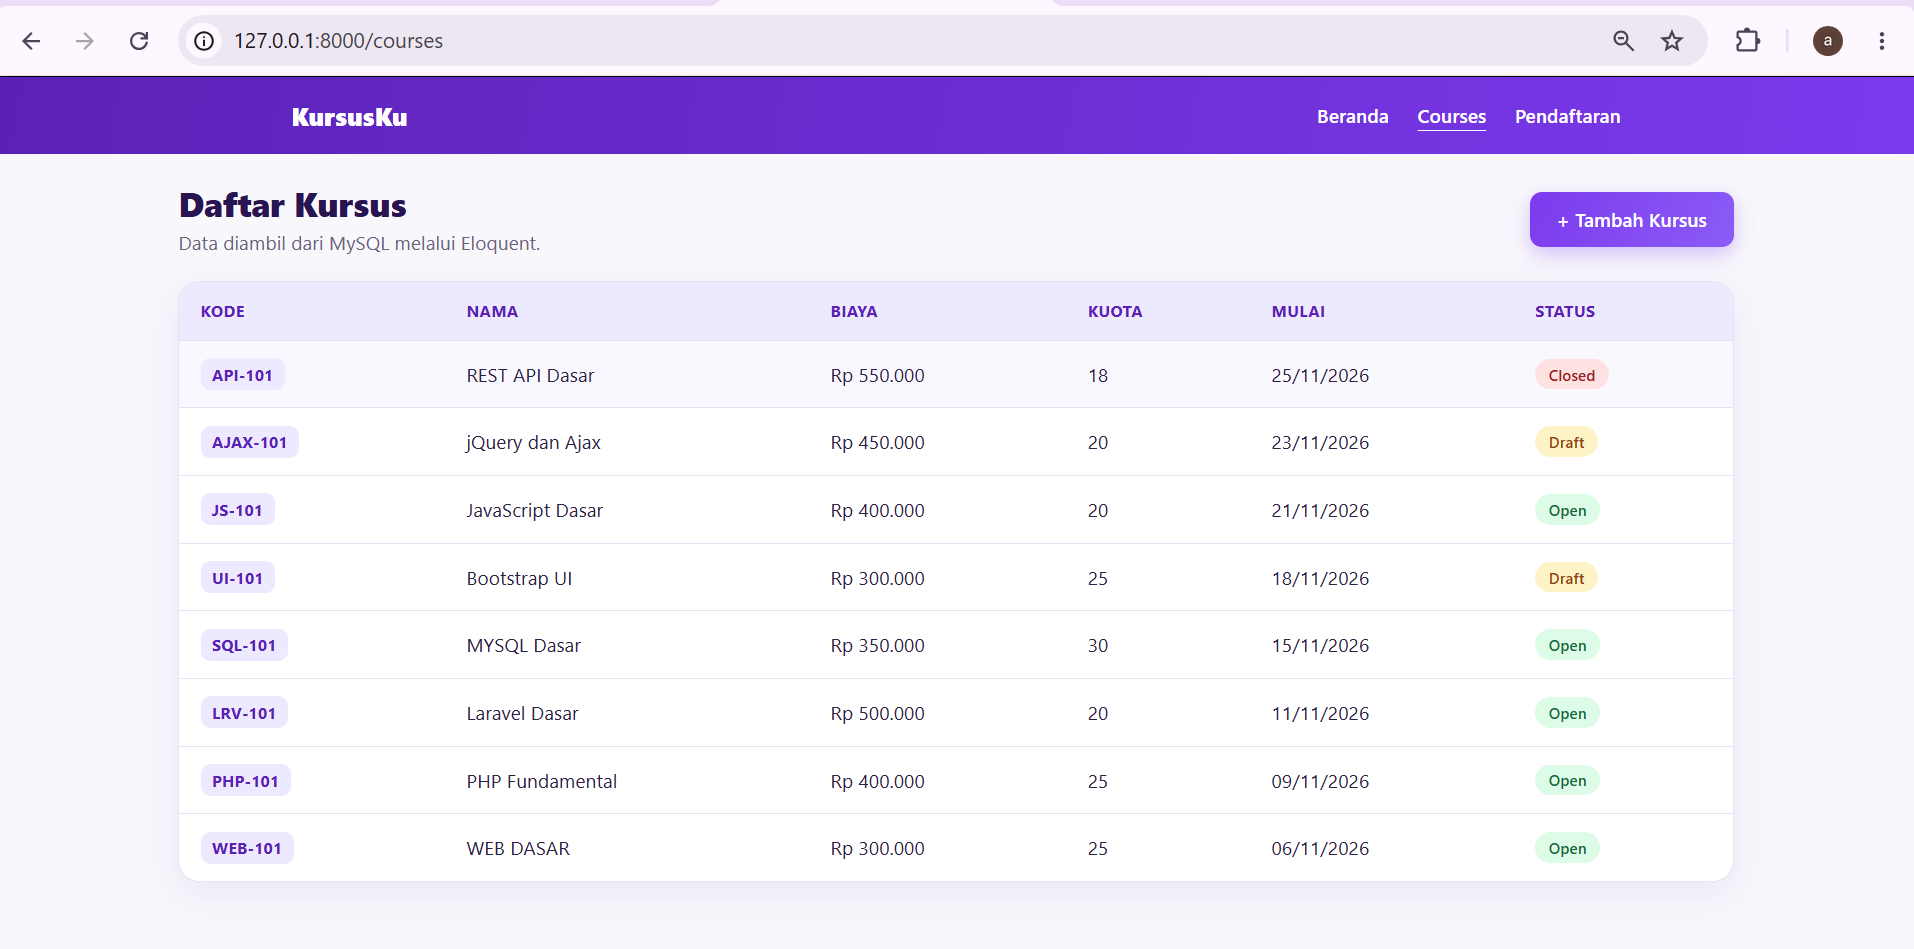 127.0.0.1:8000/courses
a
KursusKu
Beranda Courses Pendaftaran
Daftar Kursus
+ Tambah Kursus
Data diambil dari MySQL melalui Eloquent.
KODE NAMA BIAYA KUOTA MULAI STATUS
API-101 REST API Dasar Rp 550.000 18 25/11/2026 Closed
AJAX-101 jQuery dan Ajax Rp 450.000 20 23/11/2026 Draft
JS-101 JavaScript Dasar Rp 400.000 20 21/11/2026 Open
UI-101 Bootstrap UI Rp 300.000 25 18/11/2026 Draft
SQL-101 MYSQL Dasar Rp 350.000 30 15/11/2026 Open
LRV-101 Laravel Dasar Rp 500.000 20 11/11/2026 Open
PHP-101 PHP Fundamental Rp 400.000 25 09/11/2026 Open
WEB-101 WEB DASAR Rp 300.000 25 06/11/2026 Open